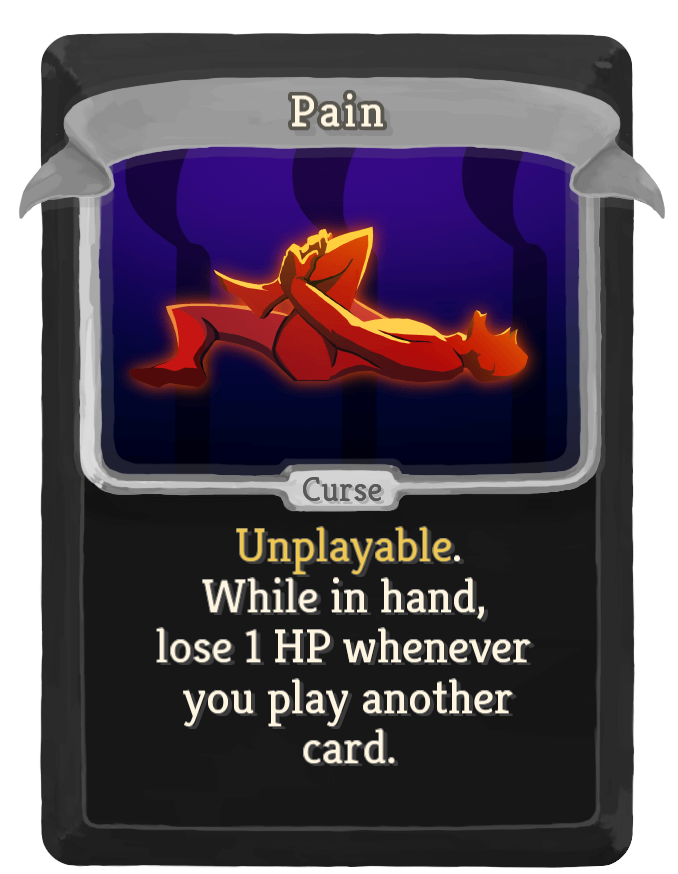 Pain
Curse
Unplayable.
While in hand,
lose 1 HP whenever
you play another
card.